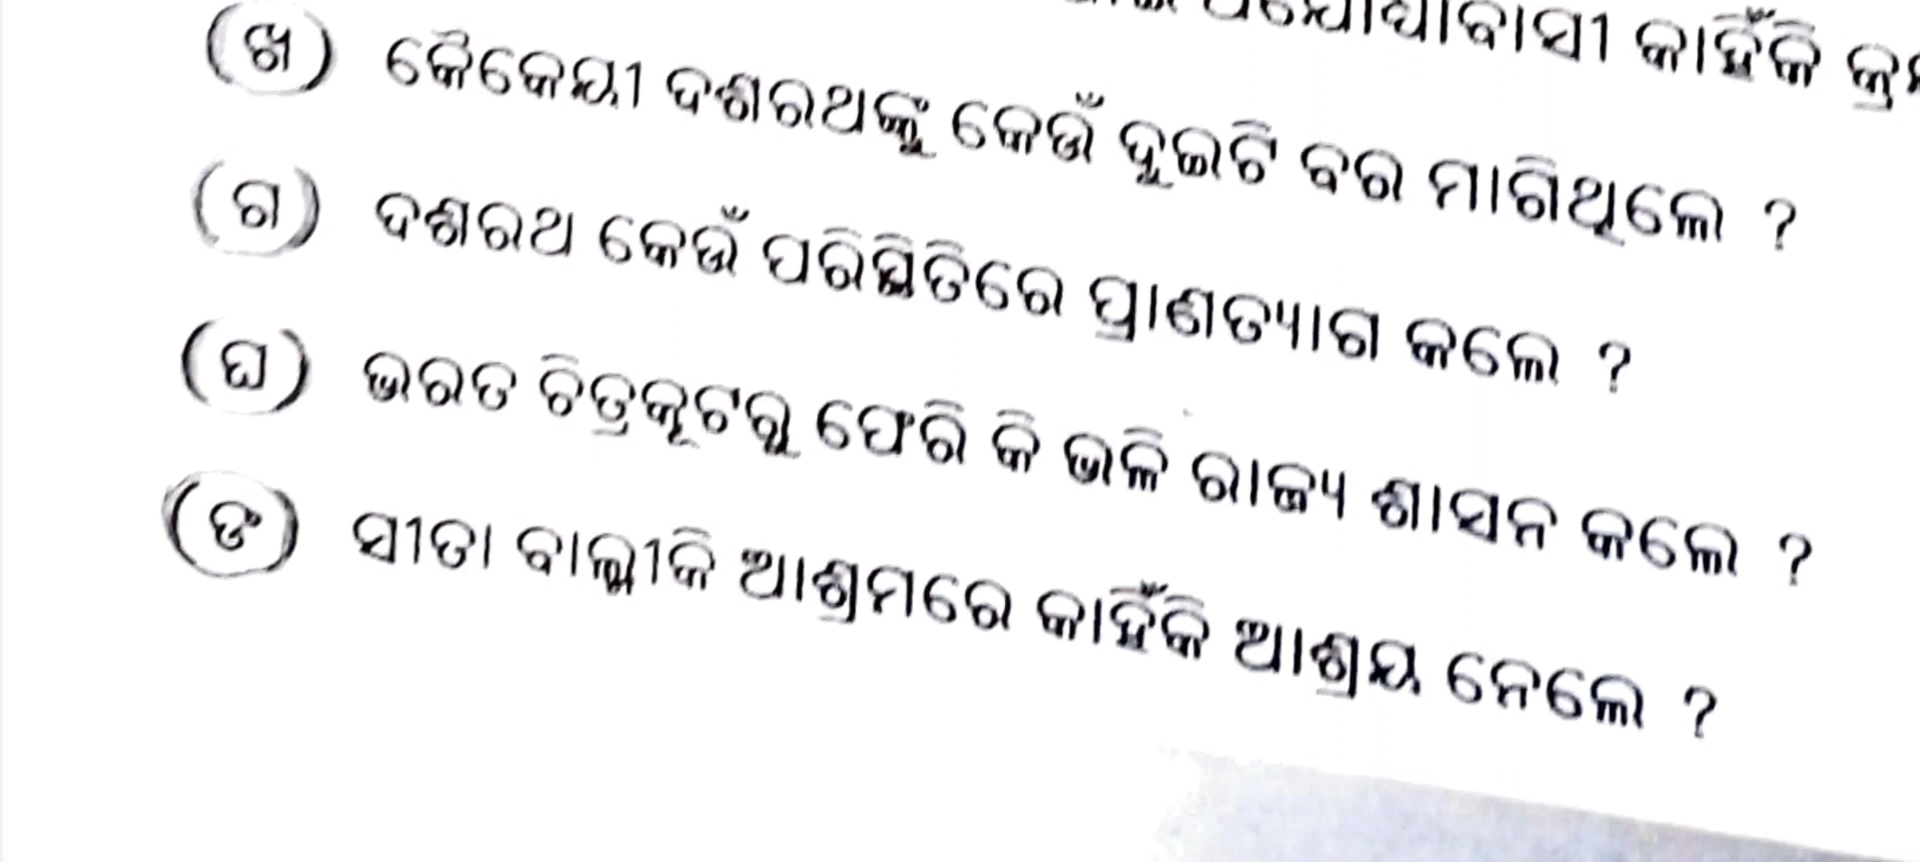 କାହିଁକି
(ଖ) କୈକେୟୀ ଦଶରଥଙ୍କୁ କେଉଁ ଦୁଇଟି ବର ମାଗିଥିଲେ ?
(ଗ) ଦଶରଥ କେଉଁ ପରିସ୍ଥିତିରେ ପ୍ରାଣତ୍ୟାଗ କଲେ ?
(ଘ) ଭରତ ଚିତ୍ରକୂଟରୁ ଫେରି କି ଭଳି ରାଜ୍ୟ ଶାସନ କଲେ ?
(ଙ) ସୀତା ବାଲ୍ମୀକି ଆଶ୍ରମରେ କାହିଁକି ଆଶ୍ରୟ ନେଲେ ?